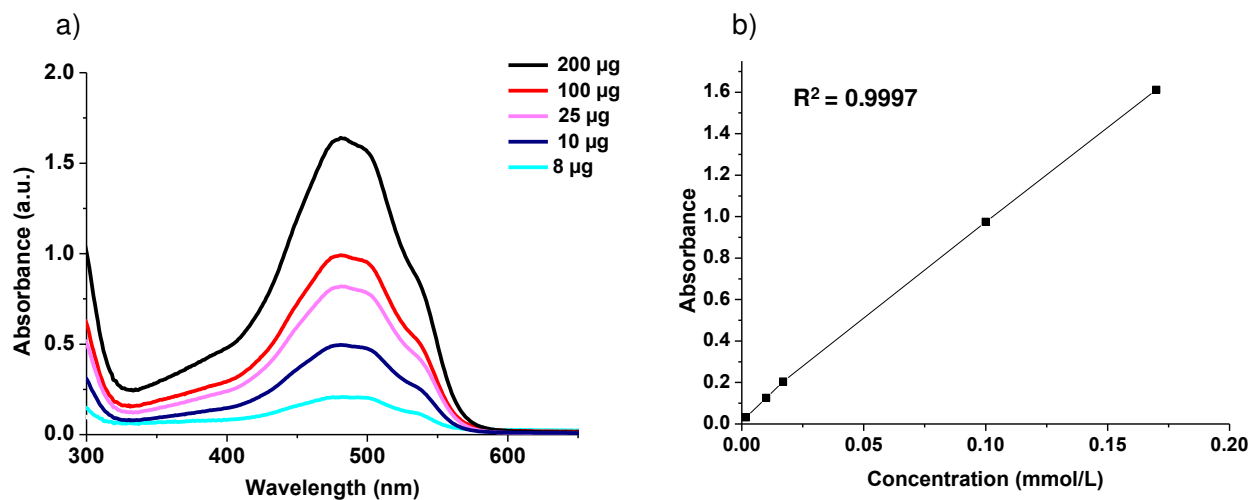 a)
200 µg
100 µg
25 µg
10 µg
8 µg
2.0
1.5
1.0
0.5
0.0
300
400
500
600
Absorbance (a.u.)
Wavelength (nm)
b)
R² = 0.9997
1.6
1.4
1.2
1.0
0.8
0.6
0.4
0.2
0.0
0.00
0.05
0.10
0.15
0.20
Absorbance
Concentration (mmol/L)